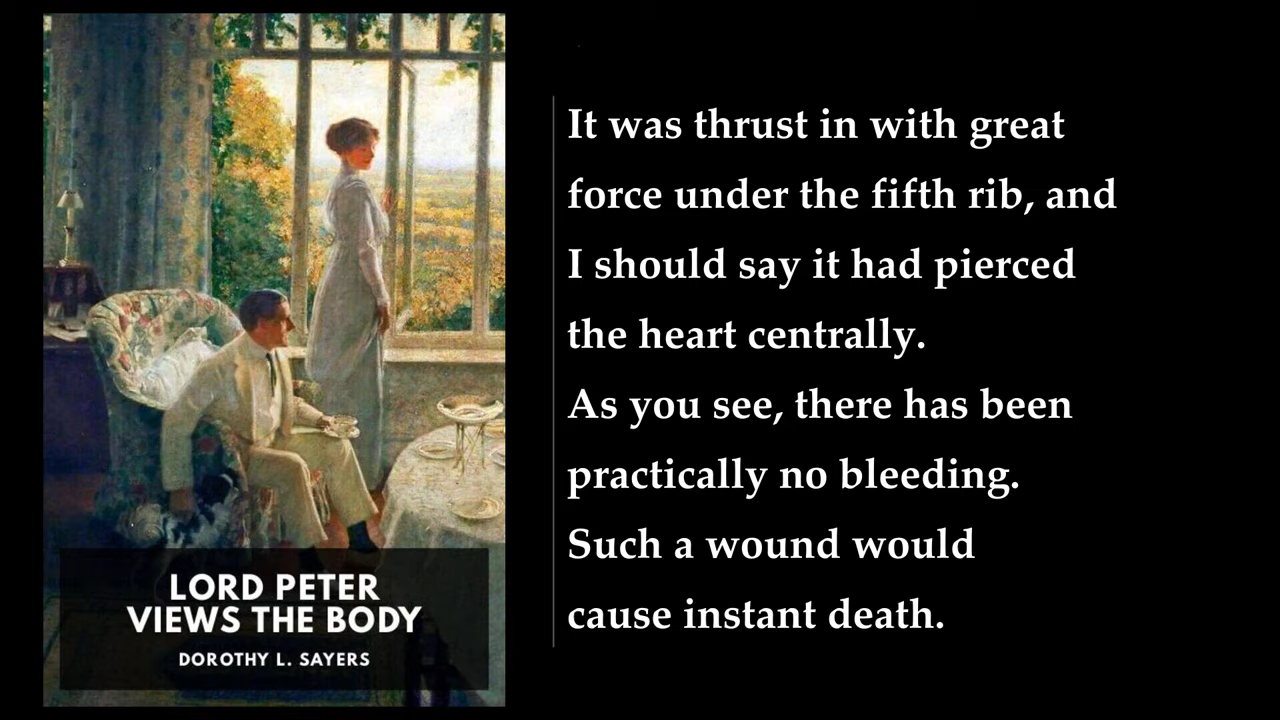 LORD PETER
VIEWS THE BODY
DOROTHY L. SAYERS
It was thrust in with great
force under the fifth rib, and
I should say it had pierced
the heart centrally.
As you see, there has been
practically no bleeding.
Such a wound would
cause instant death.